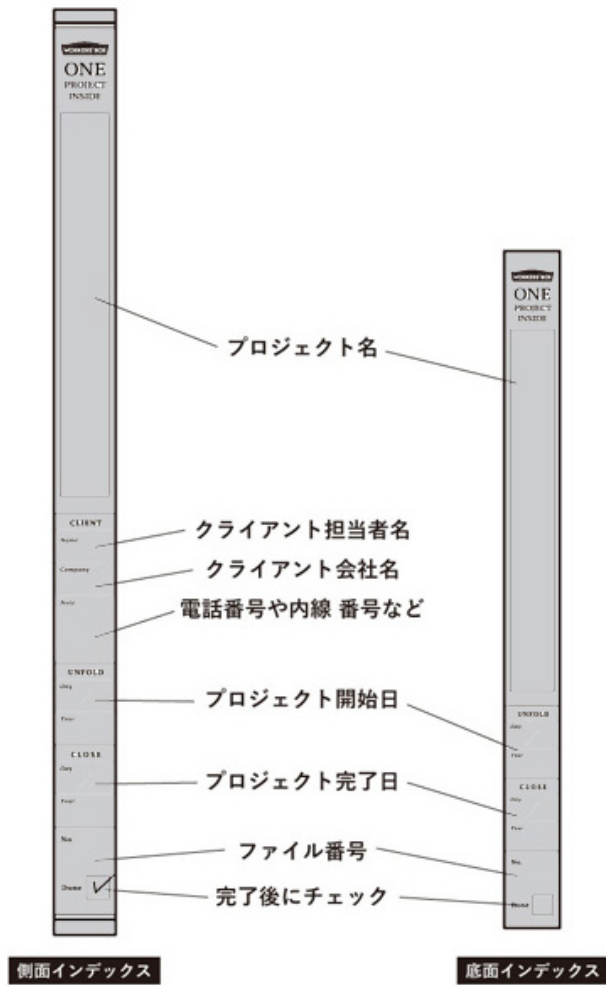 WORKERS' BOX
ONE
PROJECT
INSIDE
プロジェクト名
CLIENT
Name
クライアント担当者名
Company
クライアント会社名
電話番号や内線 番号など
UNFOLD
Day
Year
プロジェクト開始日
CLOSE
Day
Year
プロジェクト完了日
No.
ファイル番号
Done
完了後にチェック
側面インデックス
WORKERS' BOX
ONE
PROJECT
INSIDE
UNFOLD
Day
Year
CLOSE
Day
Year
No.
Done
底面インデックス